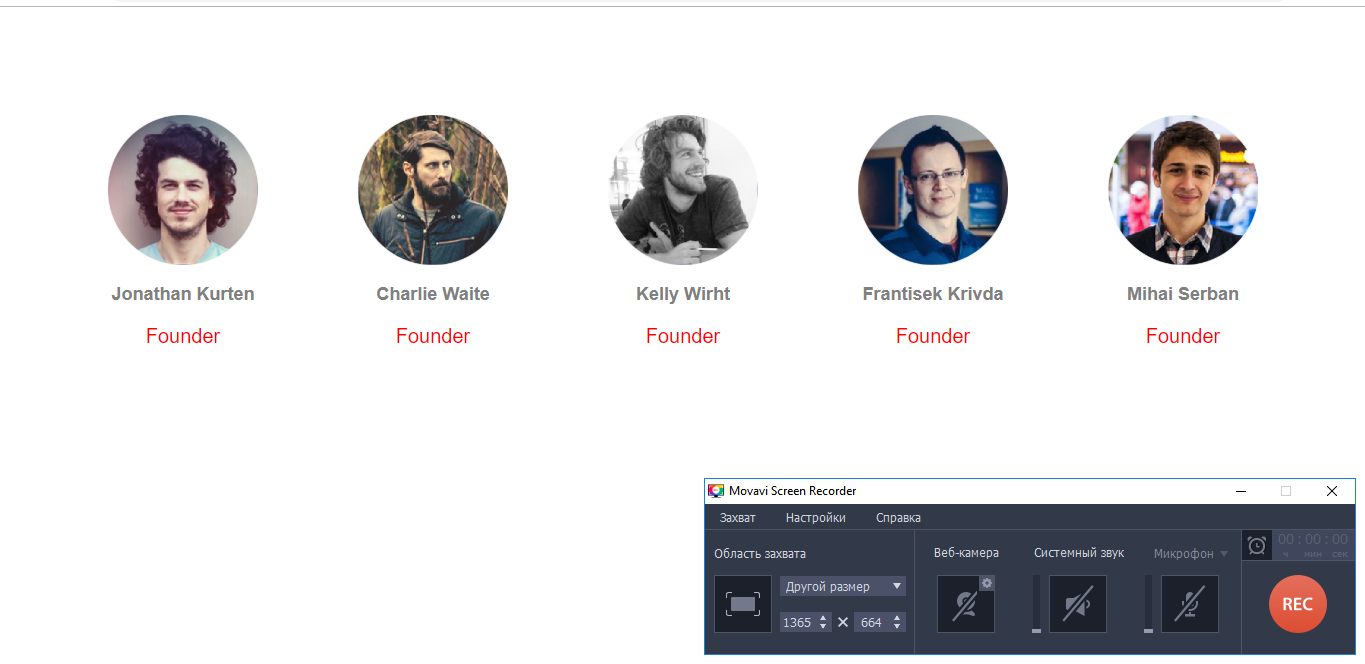 Jonathan Kurten
Charlie Waite
Kelly Wirht
Frantisek Krivda
Mihai Serban
Founder
Founder
Founder
Founder
Founder
Movavi Screen Recorder
Захват
Настройки
Справка
Область захвата
Веб-камера
Системный звук
Микрофон
00:00:00
ч мин сек
Другой размер
1365
664
REC